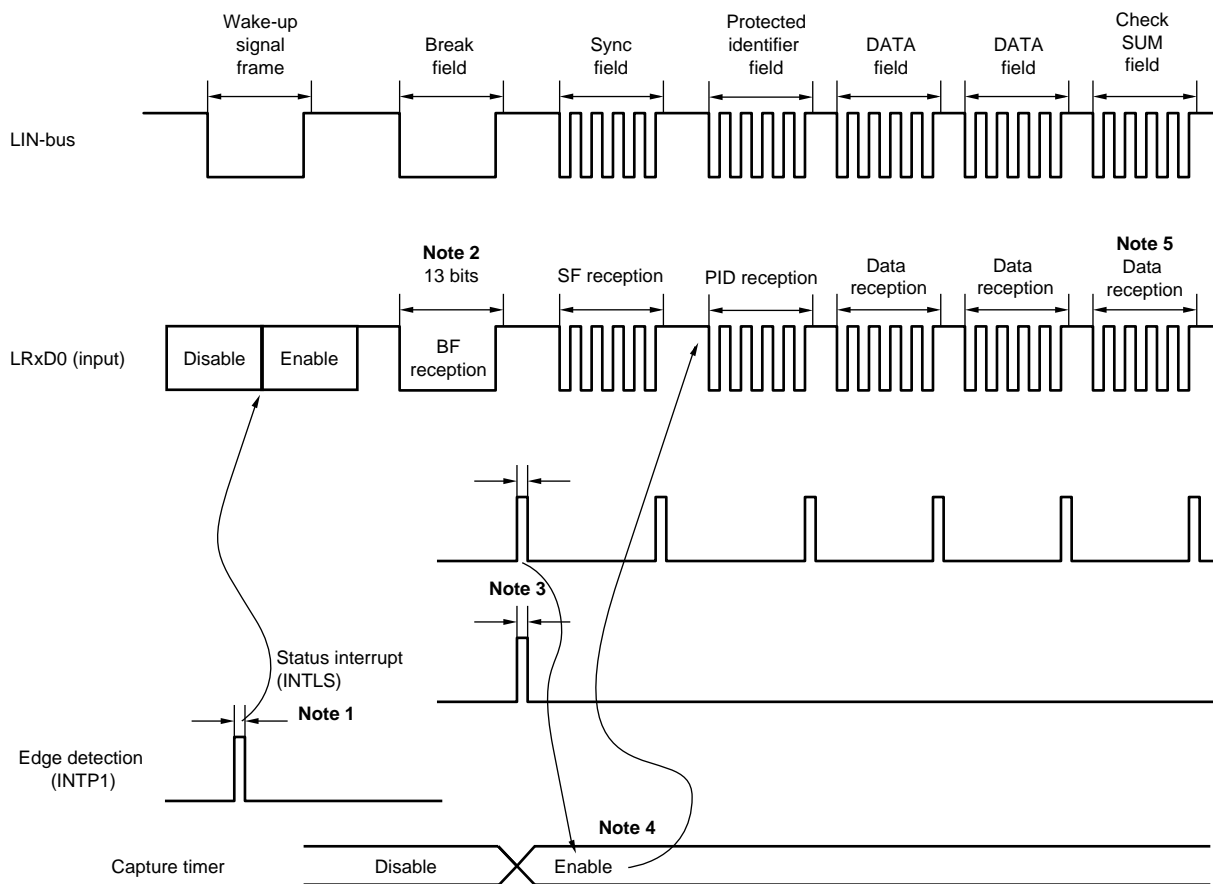 Wake-up
signal
frame
Break
field
Sync
field
Protected
identifier
field
DATA
field
DATA
field
Check
SUM
field
LIN-bus
Note 2
13 bits
SF reception
PID reception
Data
reception
Data
reception
Note 5
Data
reception
LRxD0 (input)
Disable
Enable
BF
reception
Note 3
Status interrupt
(INTLS)
Note 1
Edge detection
(INTP1)
Note 4
Capture timer
Disable
Enable